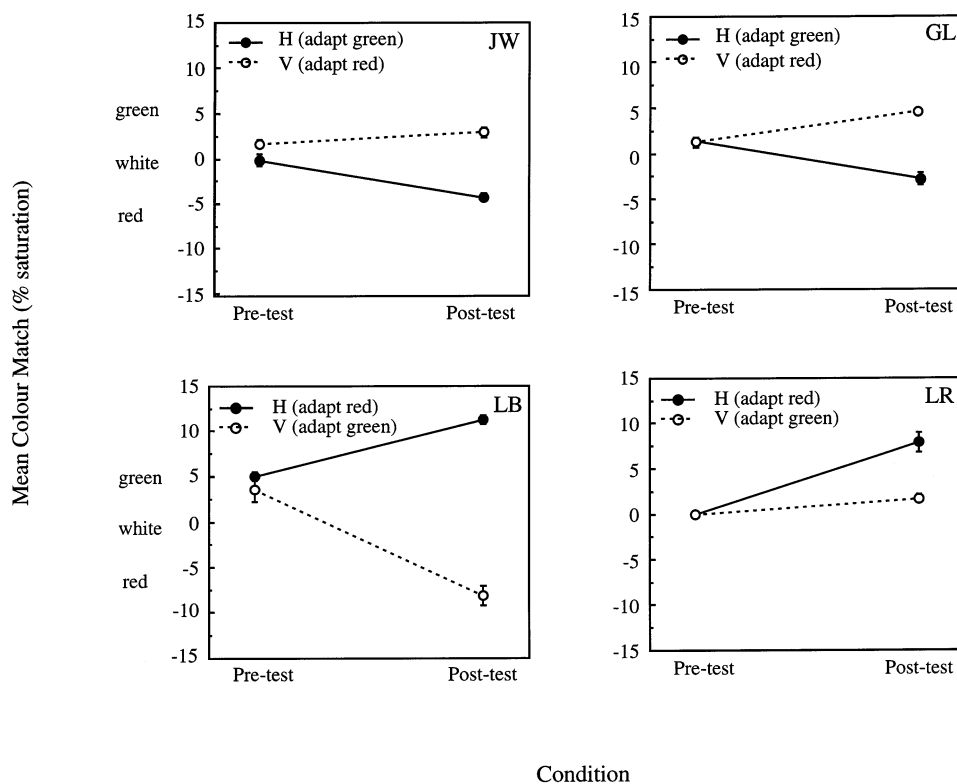 Mean Colour Match (% saturation)
green
white
red
15
10
5
0
-5
-10
-15
H (adapt green)
V (adapt red)
JW
Pre-test
Post-test
15
10
5
0
-5
-10
-15
H (adapt green)
V (adapt red)
GL
Pre-test
Post-test
green
white
red
15
10
5
0
-5
-10
-15
H (adapt red)
V (adapt green)
LB
Pre-test
Post-test
15
10
5
0
-5
-10
-15
H (adapt red)
V (adapt green)
LR
Pre-test
Post-test
Condition